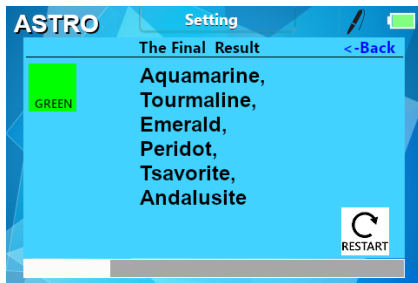 ASTRO
Setting
The Final Result
<-Back
GREEN
Aquamarine,
Tourmaline,
Emerald,
Peridot,
Tsavorite,
Andalusite
RESTART